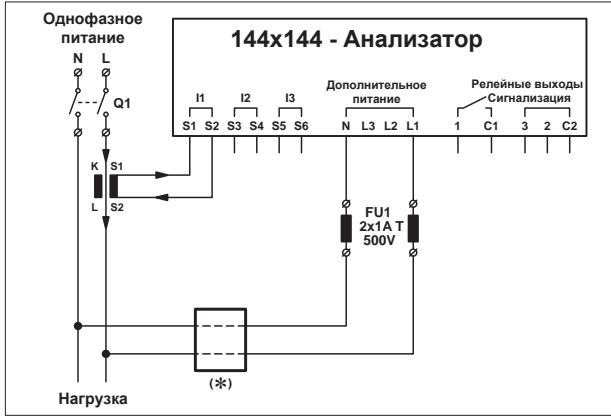 Однофазное
питание
N L
Q1
144x144 - Анализатор
I1 I2 I3
Дополнительное
питание
Релейные выходы
Сигнализация
S1 S2 S3 S4 S5 S6 N L3 L2 L1 1 C1 3 2 C2
K S1
L S2
FU1
2x1A T
500V
(*)
Нагрузка